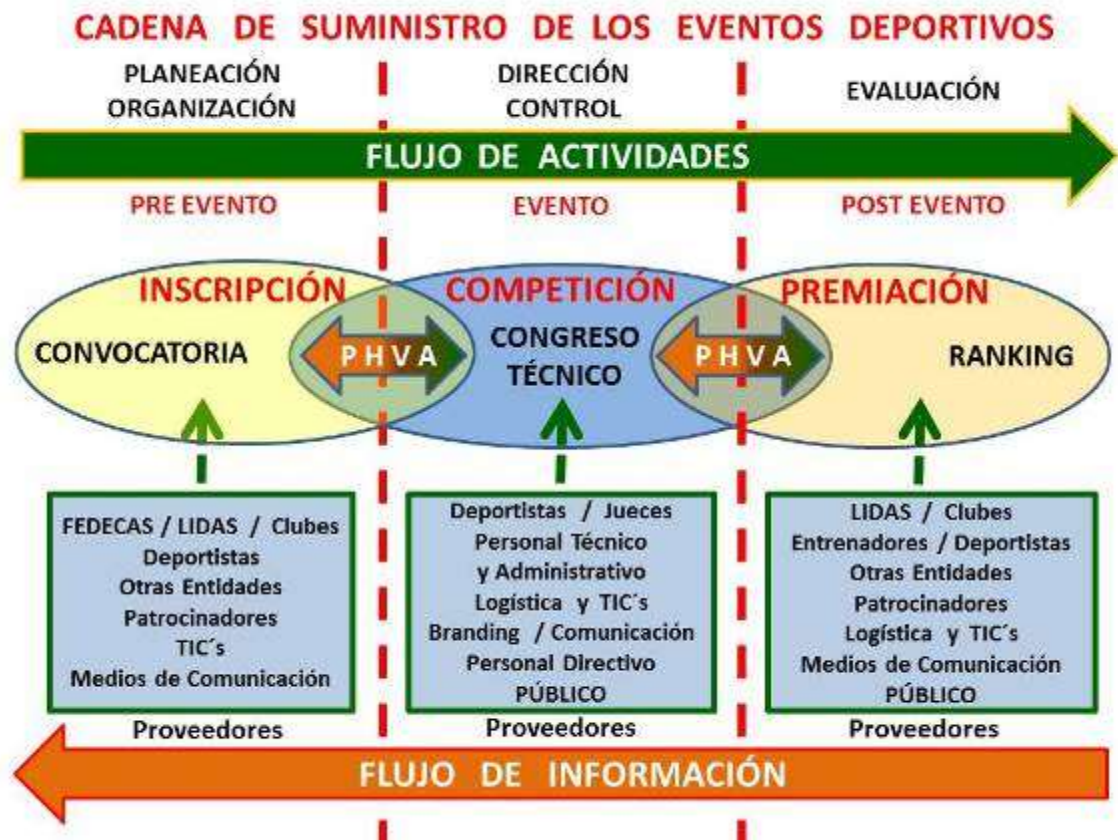 CADENA DE SUMINISTRO DE LOS EVENTOS DEPORTIVOS
PLANEACIÓN
ORGANIZACIÓN
DIRECCIÓN
CONTROL
EVALUACIÓN
FLUJO DE ACTIVIDADES
PRE EVENTO
EVENTO
POST EVENTO
INSCRIPCIÓN
COMPETICIÓN
PREMIACIÓN
CONVOCATORIA
P H V A
CONGRESO
TÉCNICO
P H V A
RANKING
FEDECAS / LIDAS / Clubes
Deportistas
Otras Entidades
Patrocinadores
TIC´s
Medios de Comunicación
Proveedores
Deportistas / Jueces
Personal Técnico
y Administrativo
Logística y TIC´s
Branding / Comunicación
Personal Directivo
PÚBLICO
Proveedores
LIDAS / Clubes
Entrenadores / Deportistas
Otras Entidades
Patrocinadores
Logística y TIC´s
Medios de Comunicación
PÚBLICO
Proveedores
FLUJO DE INFORMACIÓN